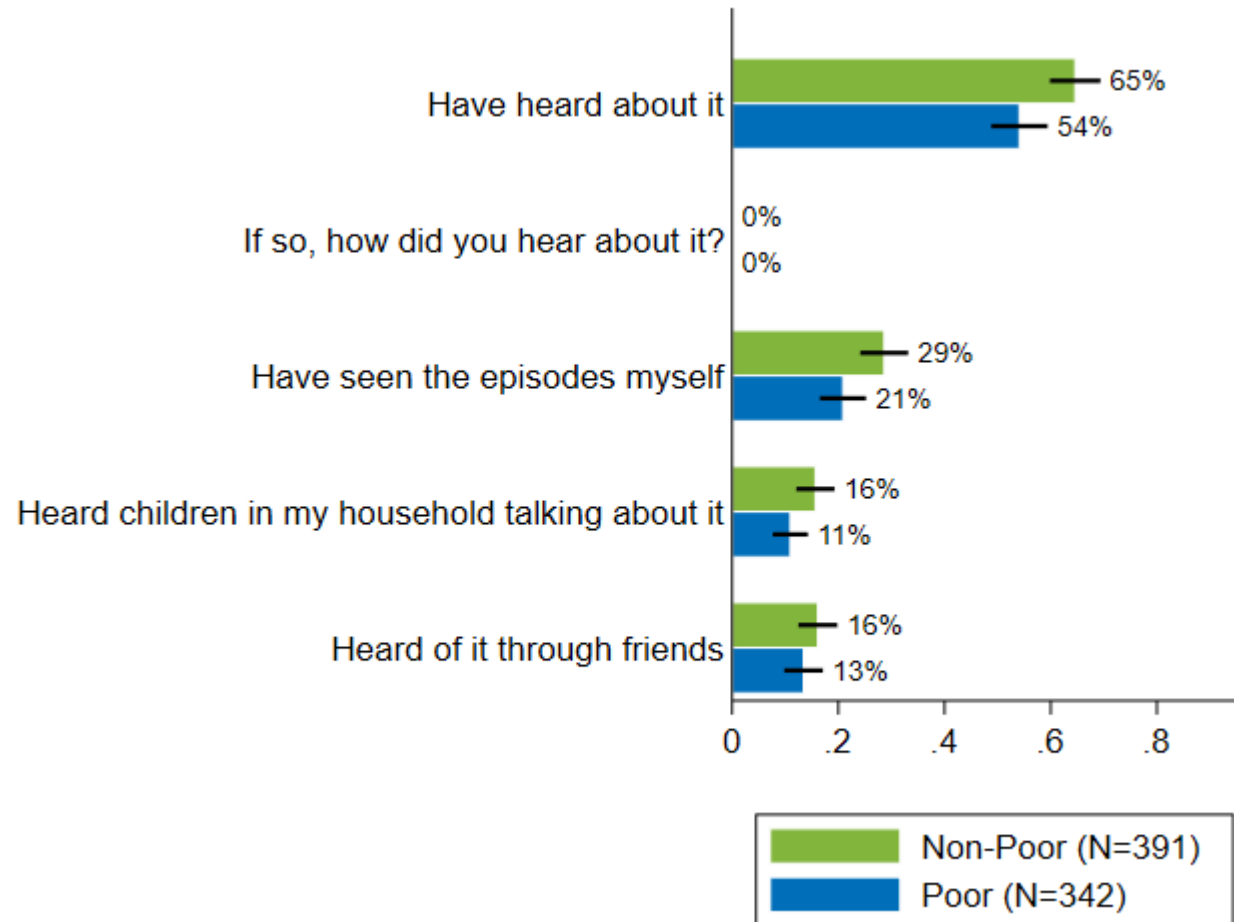 Have heard about it
65%
54%
If so, how did you hear about it?
0%
0%
Have seen the episodes myself
29%
21%
Heard children in my household talking about it
16%
11%
Heard of it through friends
16%
13%
0 .2 .4 .6 .8
Non-Poor (N=391)
Poor (N=342)